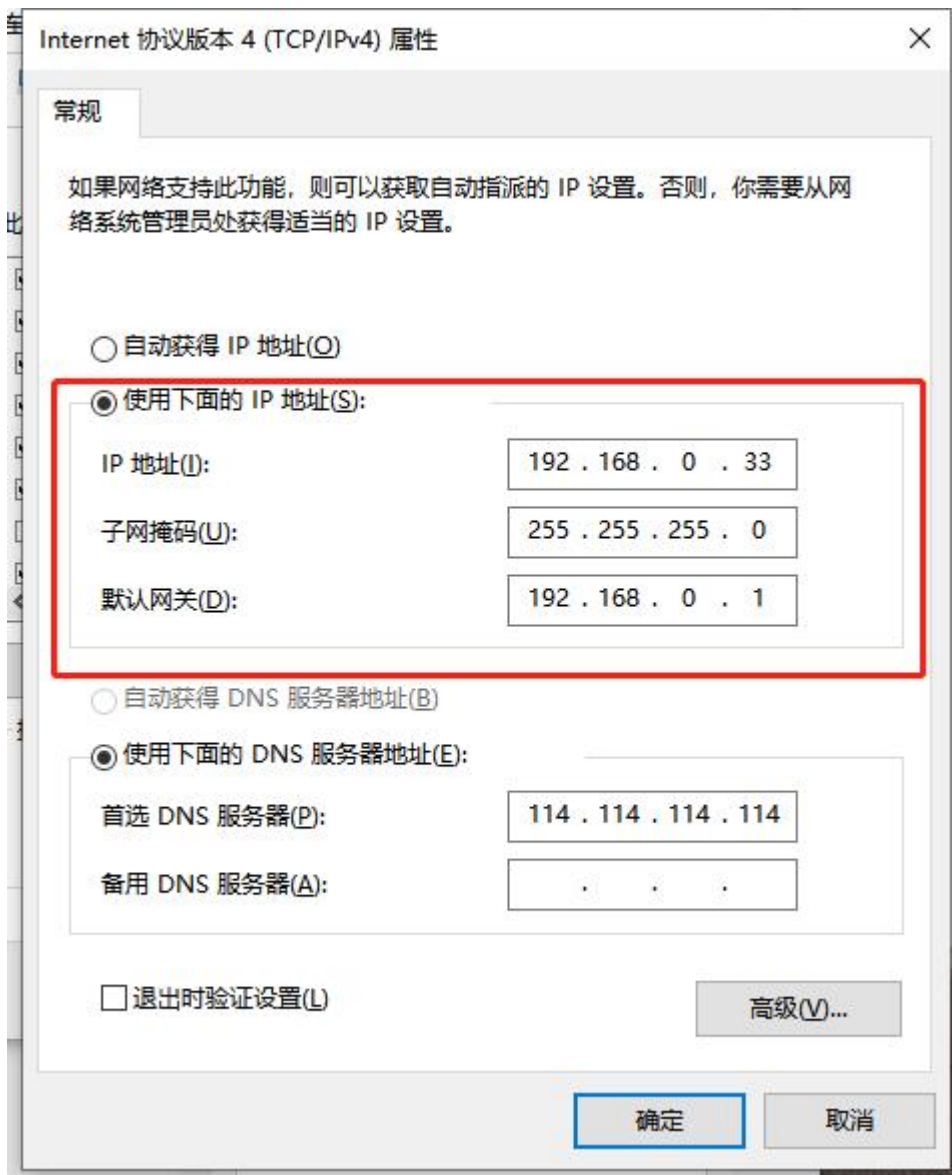 Internet 协议版本 4 (TCP/IPv4) 属性
常规
如果网络支持此功能，则可以获取自动指派的 IP 设置。否则，你需要从网
络系统管理员处获得适当的 IP 设置。
自动获得 IP 地址(O)
使用下面的 IP 地址(S):
IP 地址(I): 192 . 168 . 0 . 33
子网掩码(U): 255 . 255 . 255 . 0
默认网关(D): 192 . 168 . 0 . 1
自动获得 DNS 服务器地址(B)
使用下面的 DNS 服务器地址(E):
首选 DNS 服务器(P): 114 . 114 . 114 . 114
备用 DNS 服务器(A): . . .
退出时验证设置(L)
高级(V)...
确定 取消